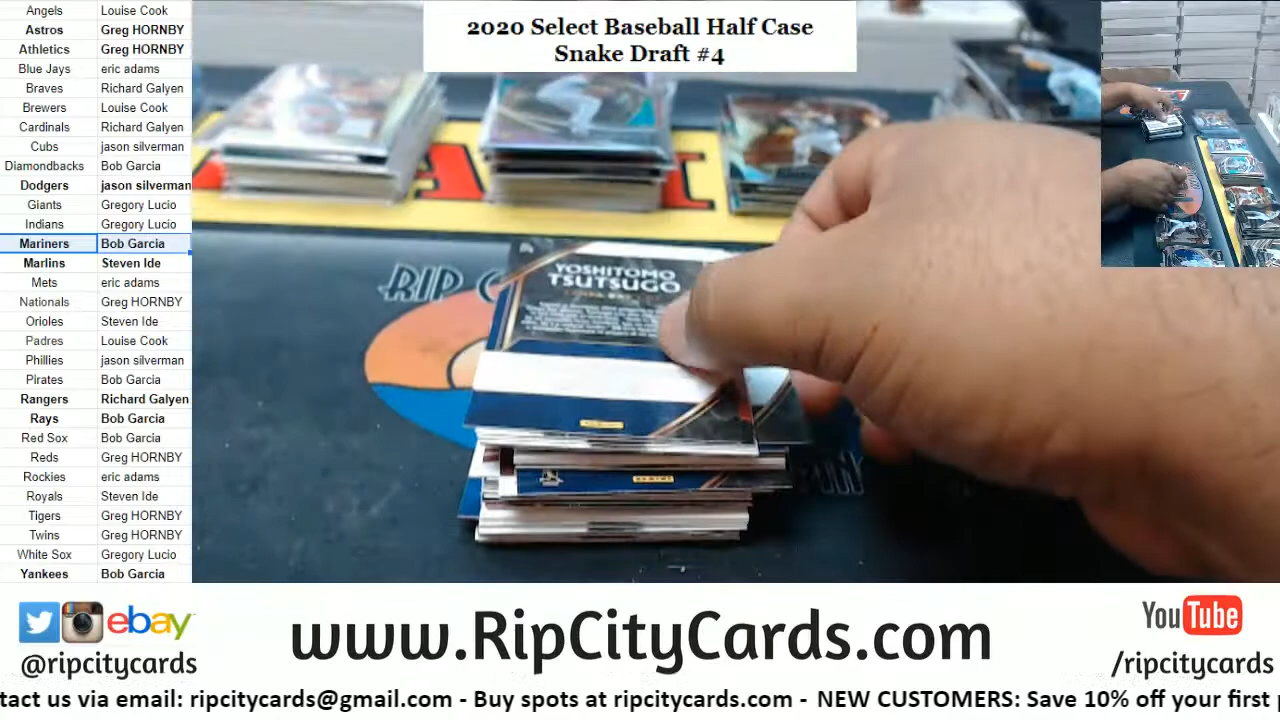 2020 Select Baseball Half Case
Snake Draft #4
Angels Louise Cook
Astros Greg HORNBY
Athletics Greg HORNBY
Blue Jays eric adams
Braves Richard Galyen
Brewers Louise Cook
Cardinals Richard Galyen
Cubs jason silverman
Diamondbacks Bob Garcia
Dodgers jason silverman
Giants Gregory Lucio
Indians Gregory Lucio
Mariners Bob Garcia
Marlins Steven Ide
Mets eric adams
Nationals Greg HORNBY
Orioles Steven Ide
Padres Louise Cook
Phillies jason silverman
Pirates Bob Garcia
Rangers Richard Galyen
Rays Bob Garcia
Red Sox Bob Garcia
Reds Greg HORNBY
Rockies eric adams
Royals Steven Ide
Tigers Greg HORNBY
Twins Greg HORNBY
White Sox Gregory Lucio
Yankees Bob Garcia
RIP
YOSHITOMO
TSUTSUGO
PANINI
ebay
@ripcitycards
www.RipCityCards.com
YouTube
/ripcitycards
tact us via email: ripcitycards@gmail.com - Buy spots at ripcitycards.com - NEW CUSTOMERS: Save 10% off your first p